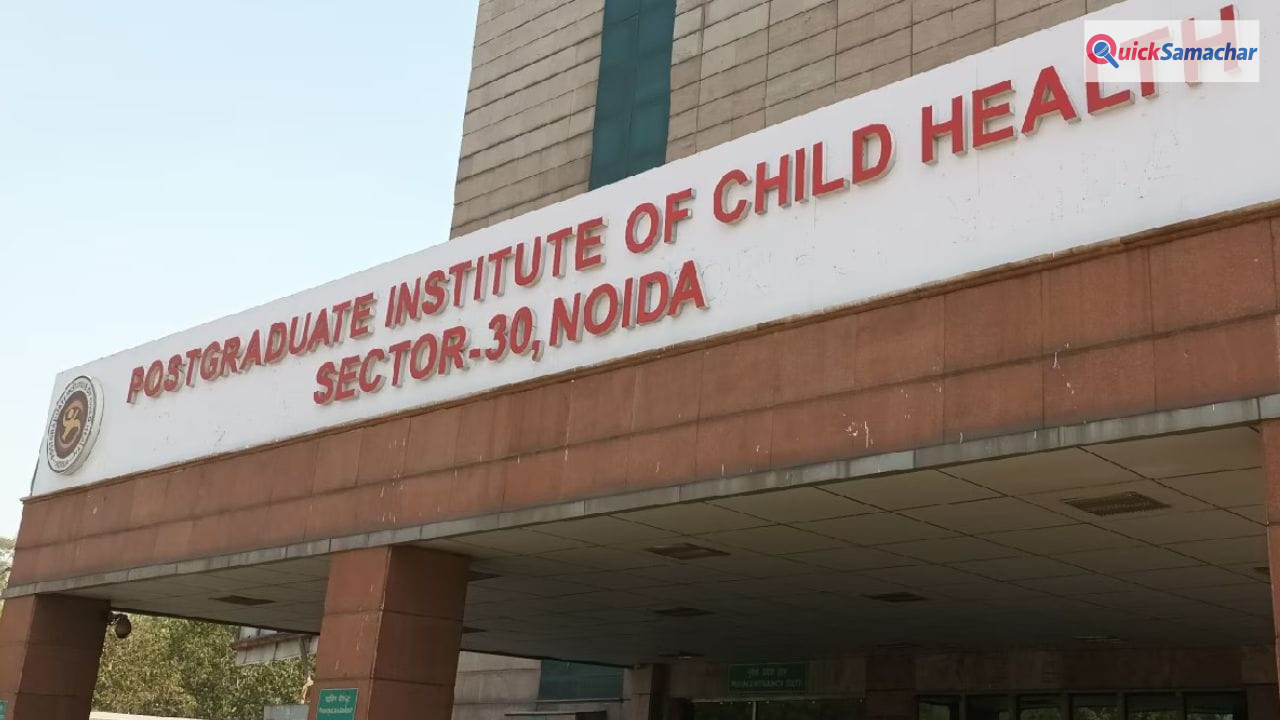 QuickSamachar
POSTGRADUATE INSTITUTE OF CHILD HEALTH
SECTOR-30, NOIDA